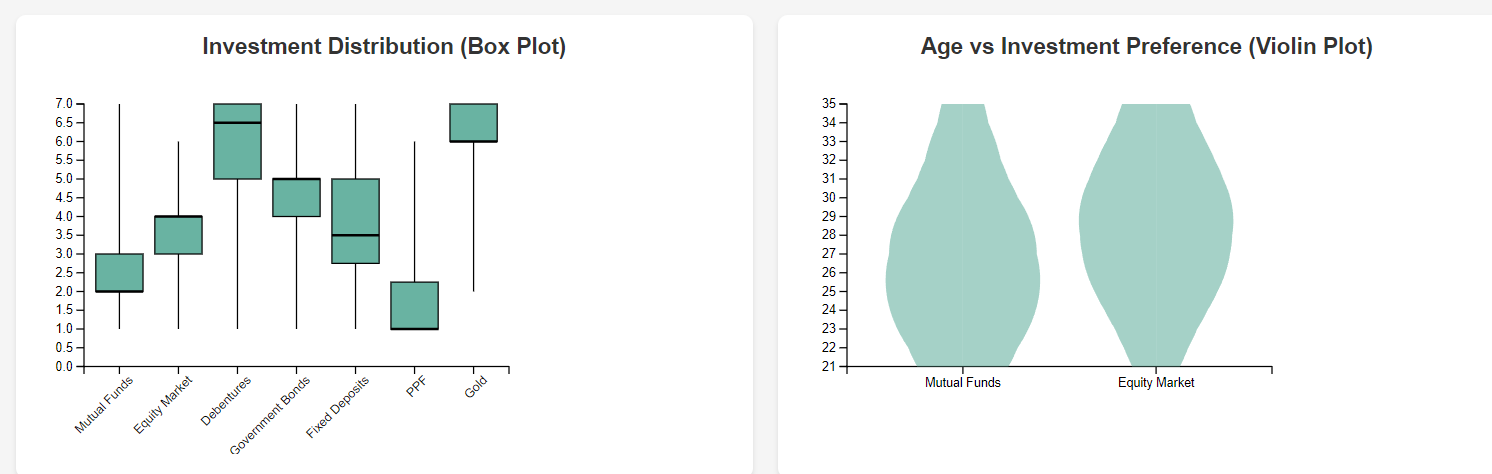 Investment Distribution (Box Plot)
7.0
6.5
6.0
5.5
5.0
4.5
4.0
3.5
3.0
2.5
2.0
1.5
1.0
0.5
0.0
Mutual Funds
Equity Market
Debentures
Government Bonds
Fixed Deposits
PPF
Gold
Age vs Investment Preference (Violin Plot)
35
34
33
32
31
30
29
28
27
26
25
24
23
22
21
Mutual Funds
Equity Market